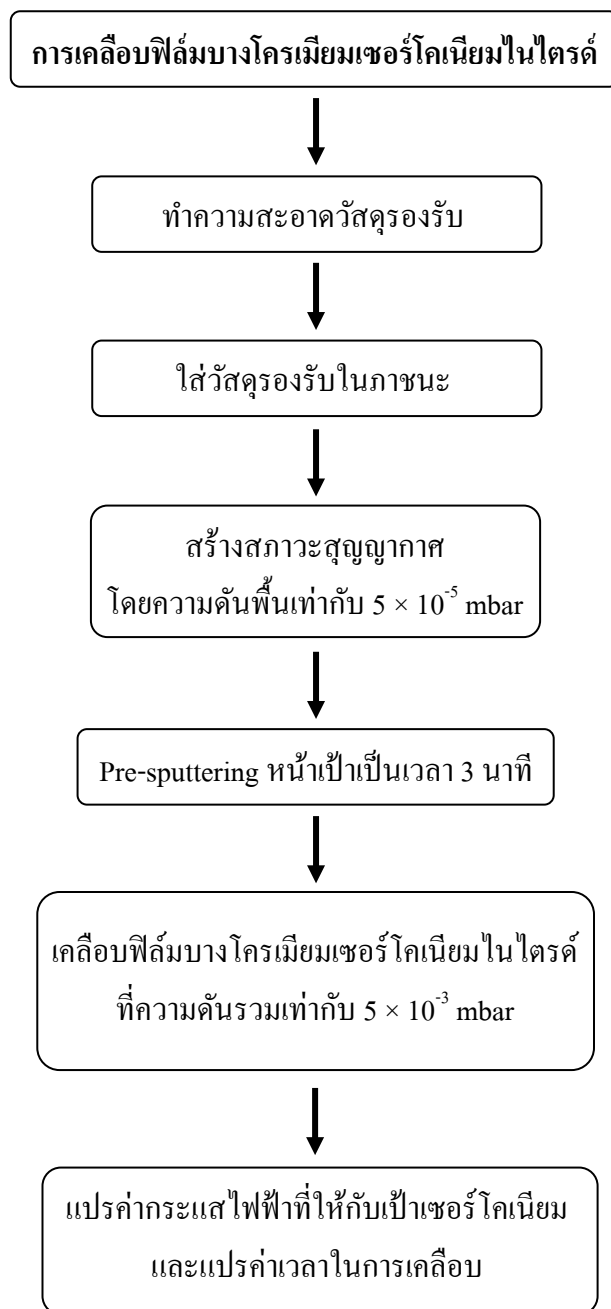 การเคลือบฟิล์มบางโครเมียมเซอร์โคเนียมไนไตรด์
ทำความสะอาดวัสดุรองรับ
ใส่วัสดุรองรับในภาชนะ
สร้างสภาวะสุญญากาศ
โดยความดันพื้นเท่ากับ 5 × 10⁻⁵ mbar
Pre-sputtering หน้าเป้าเป็นเวลา 3 นาที
เคลือบฟิล์มบางโครเมียมเซอร์โคเนียมไนไตรด์
ที่ความดันรวมเท่ากับ 5 × 10⁻³ mbar
แปรค่ากระแสไฟฟ้าที่ให้กับเป้าเซอร์โคเนียม
และแปรค่าเวลาในการเคลือบ